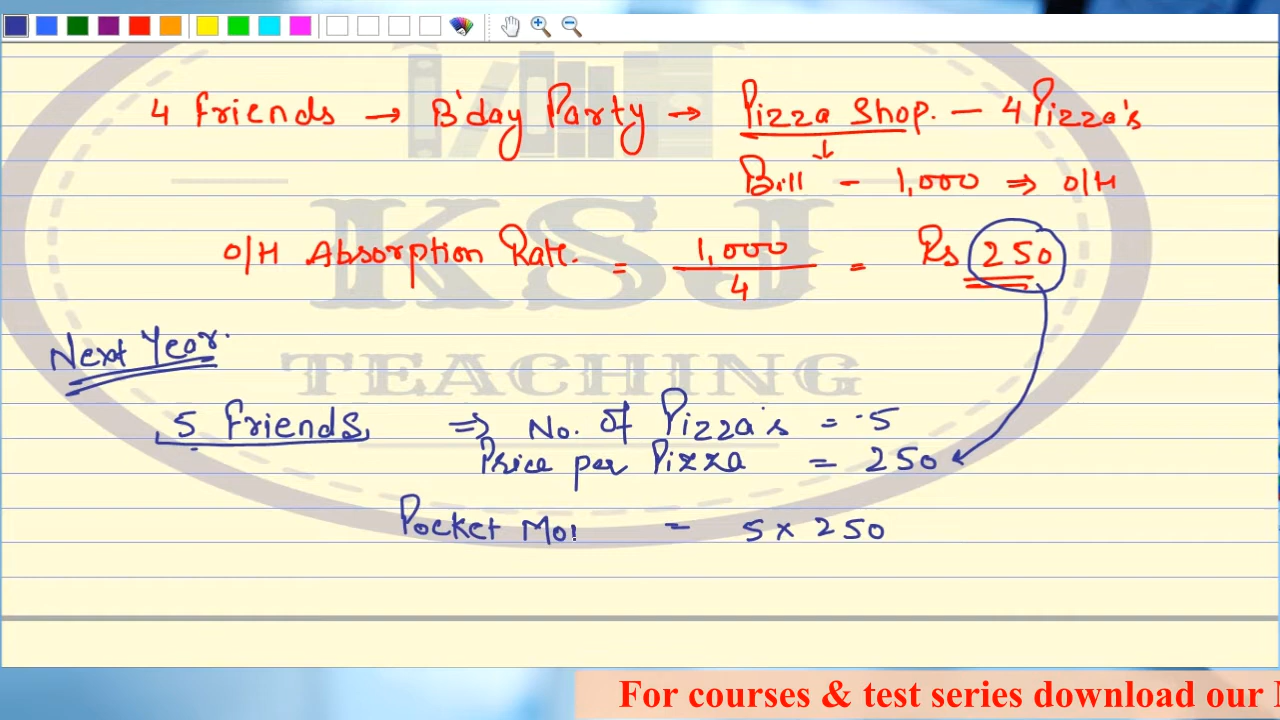 4 Friends → B'day Party → Pizza Shop. — 4 Pizza's
↓
Bill - 1,000 ⇒ O/H
O/H Absorption Rate. = 1,000 / 4 = Rs 250
Next Year.
5 Friends ⇒ No. of Pizza's = 5
Price per Pizza = 250
Pocket Mon = 5 x 250
KSJ
TEACHING
For courses & test series download our